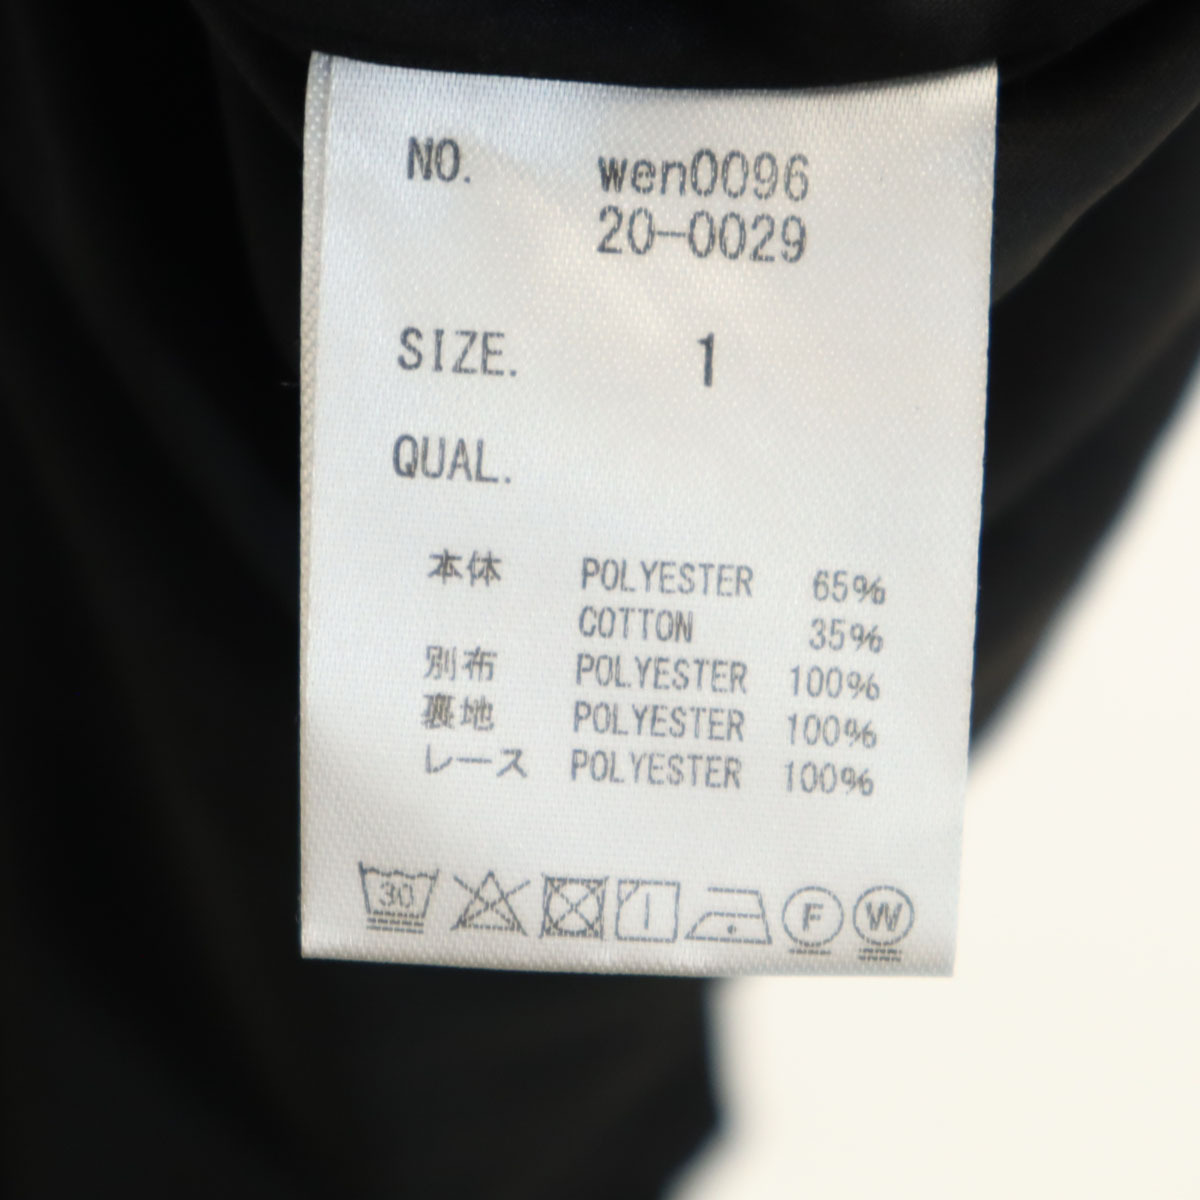 NO. wen0096
20-0029
SIZE. 1
QUAL.
本体 POLYESTER 65%
COTTON 35%
別布 POLYESTER 100%
裏地 POLYESTER 100%
レース POLYESTER 100%
30 F W